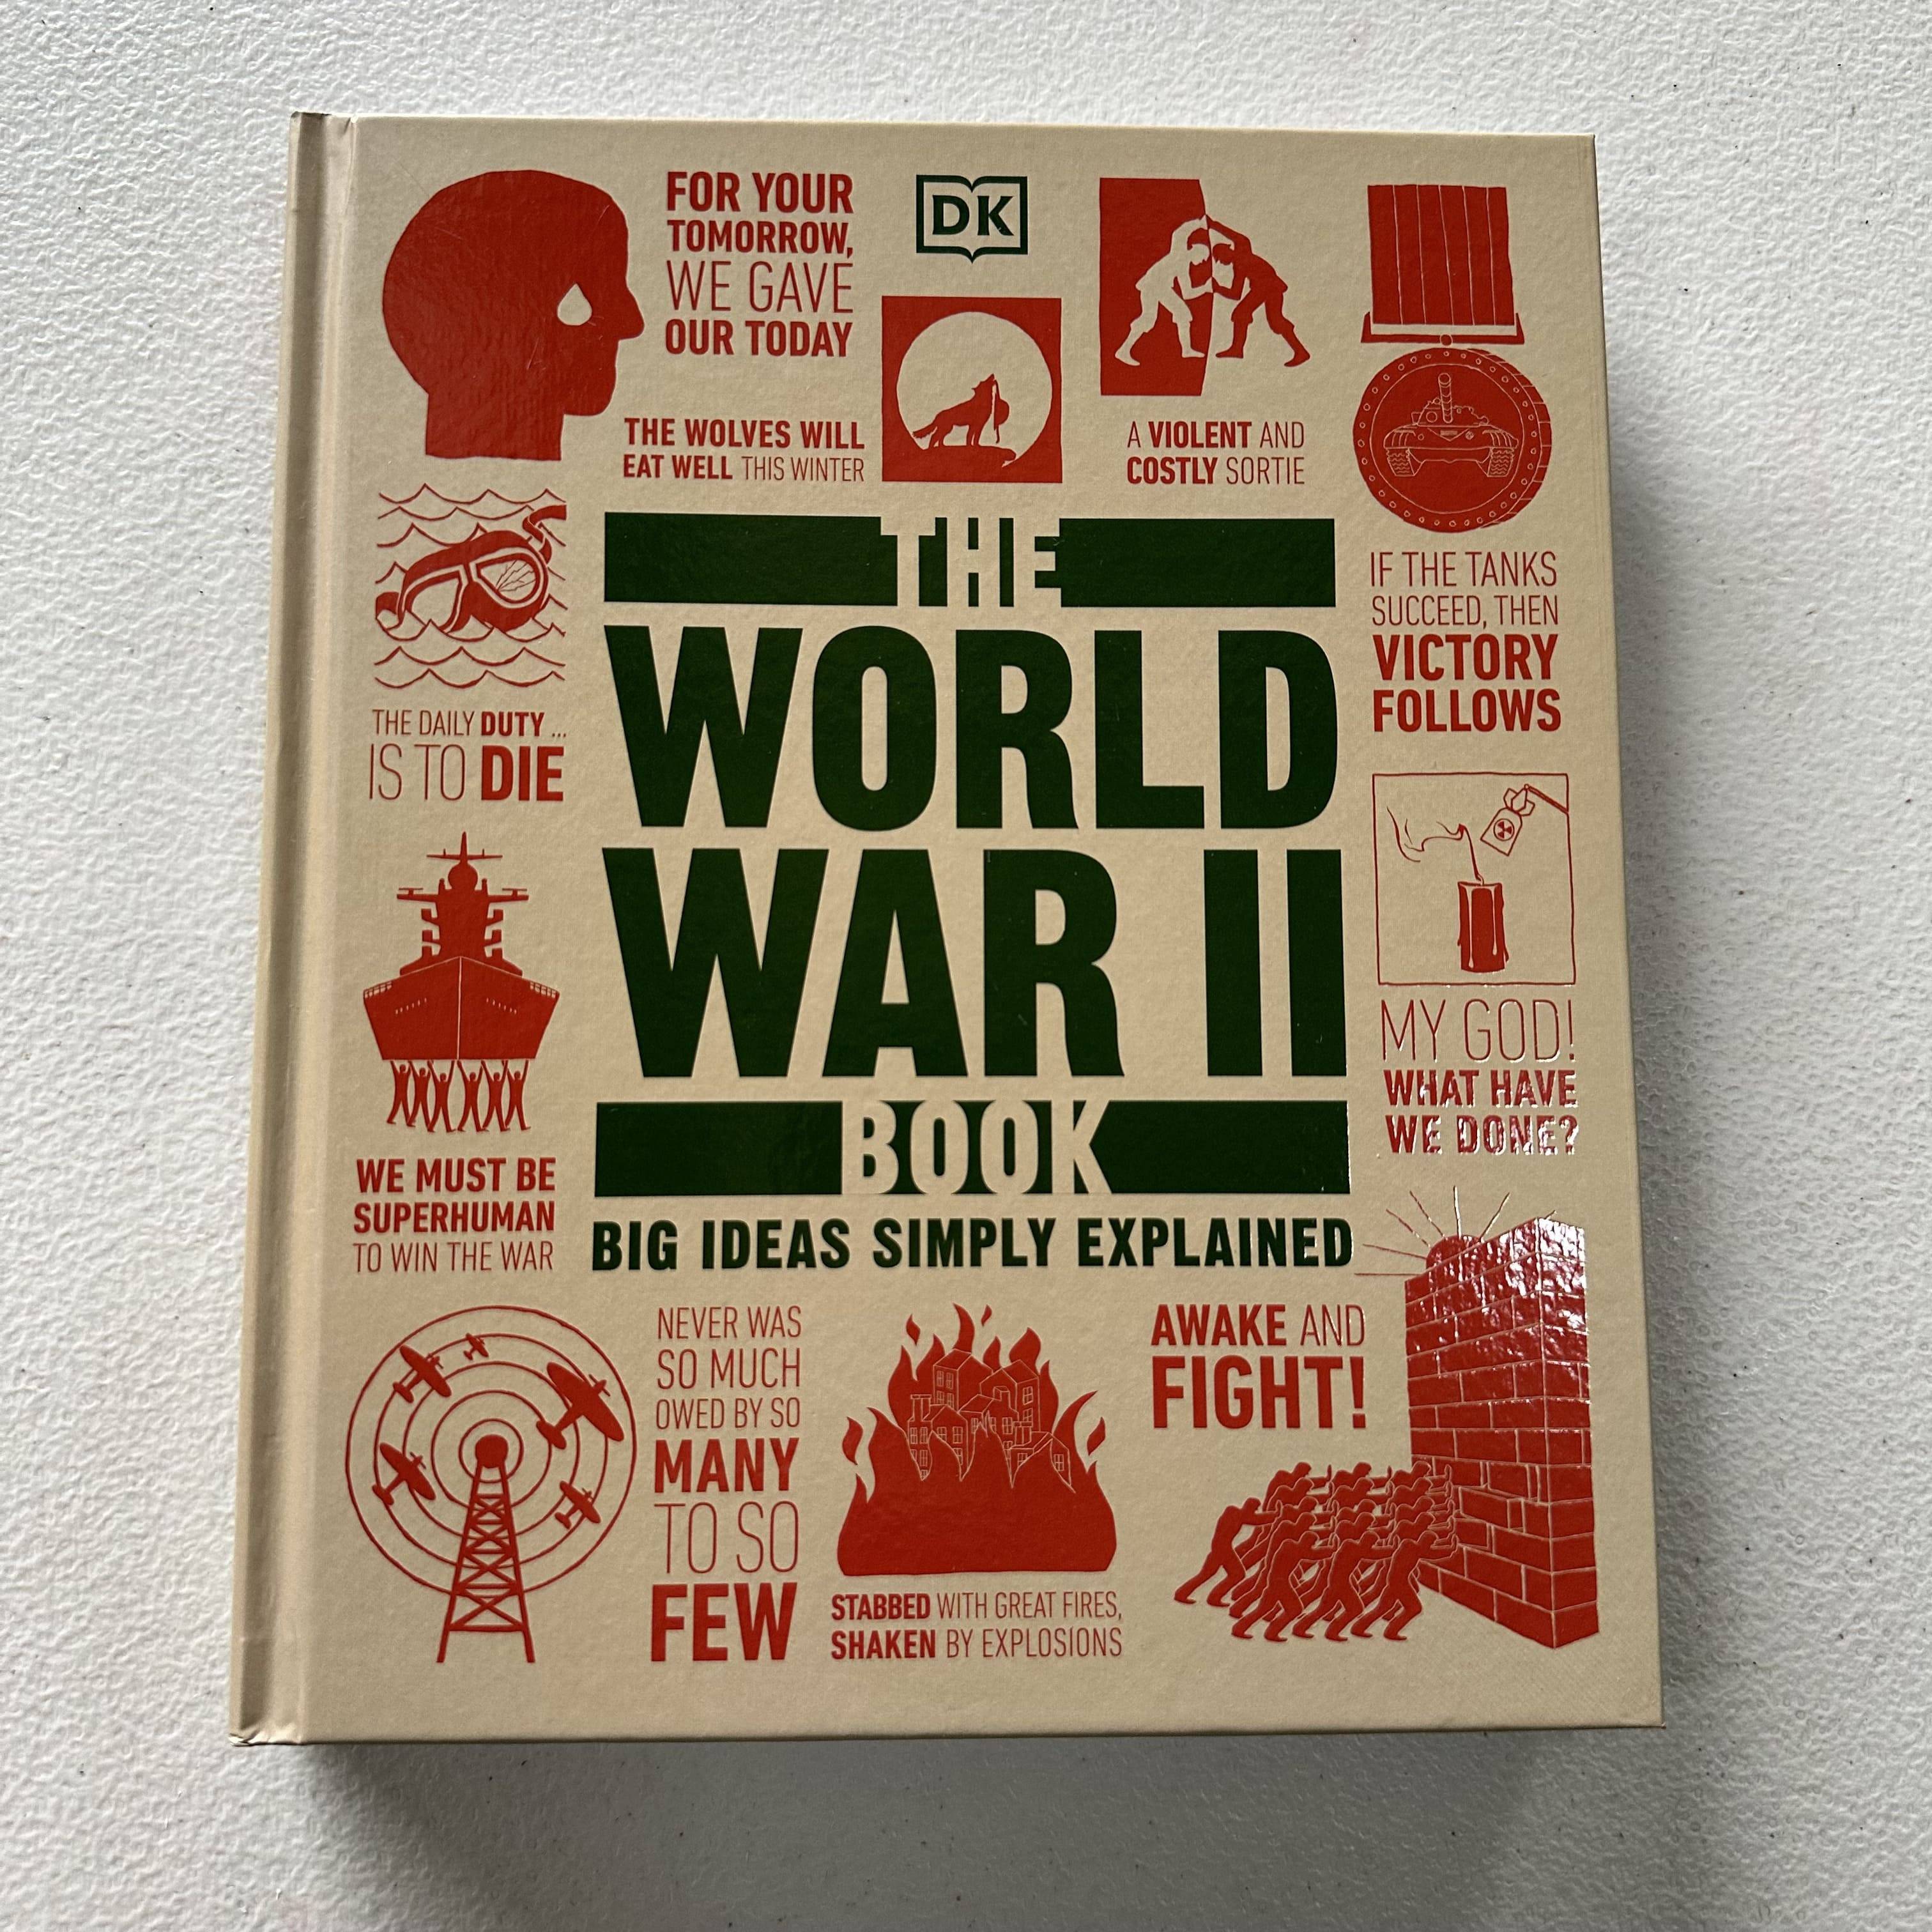 FOR YOUR
TOMORROW,
WE GAVE
OUR TODAY
DK
THE WOLVES WILL
EAT WELL THIS WINTER
A VIOLENT AND
COSTLY SORTIE
IF THE TANKS
SUCCEED, THEN
VICTORY
FOLLOWS
THE DAILY DUTY ...
IS TO DIE
THE
WORLD
WAR II
BOOK
BIG IDEAS SIMPLY EXPLAINED
MY GOD!
WHAT HAVE
WE DONE?
WE MUST BE
SUPERHUMAN
TO WIN THE WAR
NEVER WAS
SO MUCH
OWED BY SO
MANY
TO SO
FEW
STABBED WITH GREAT FIRES,
SHAKEN BY EXPLOSIONS
AWAKE AND
FIGHT!